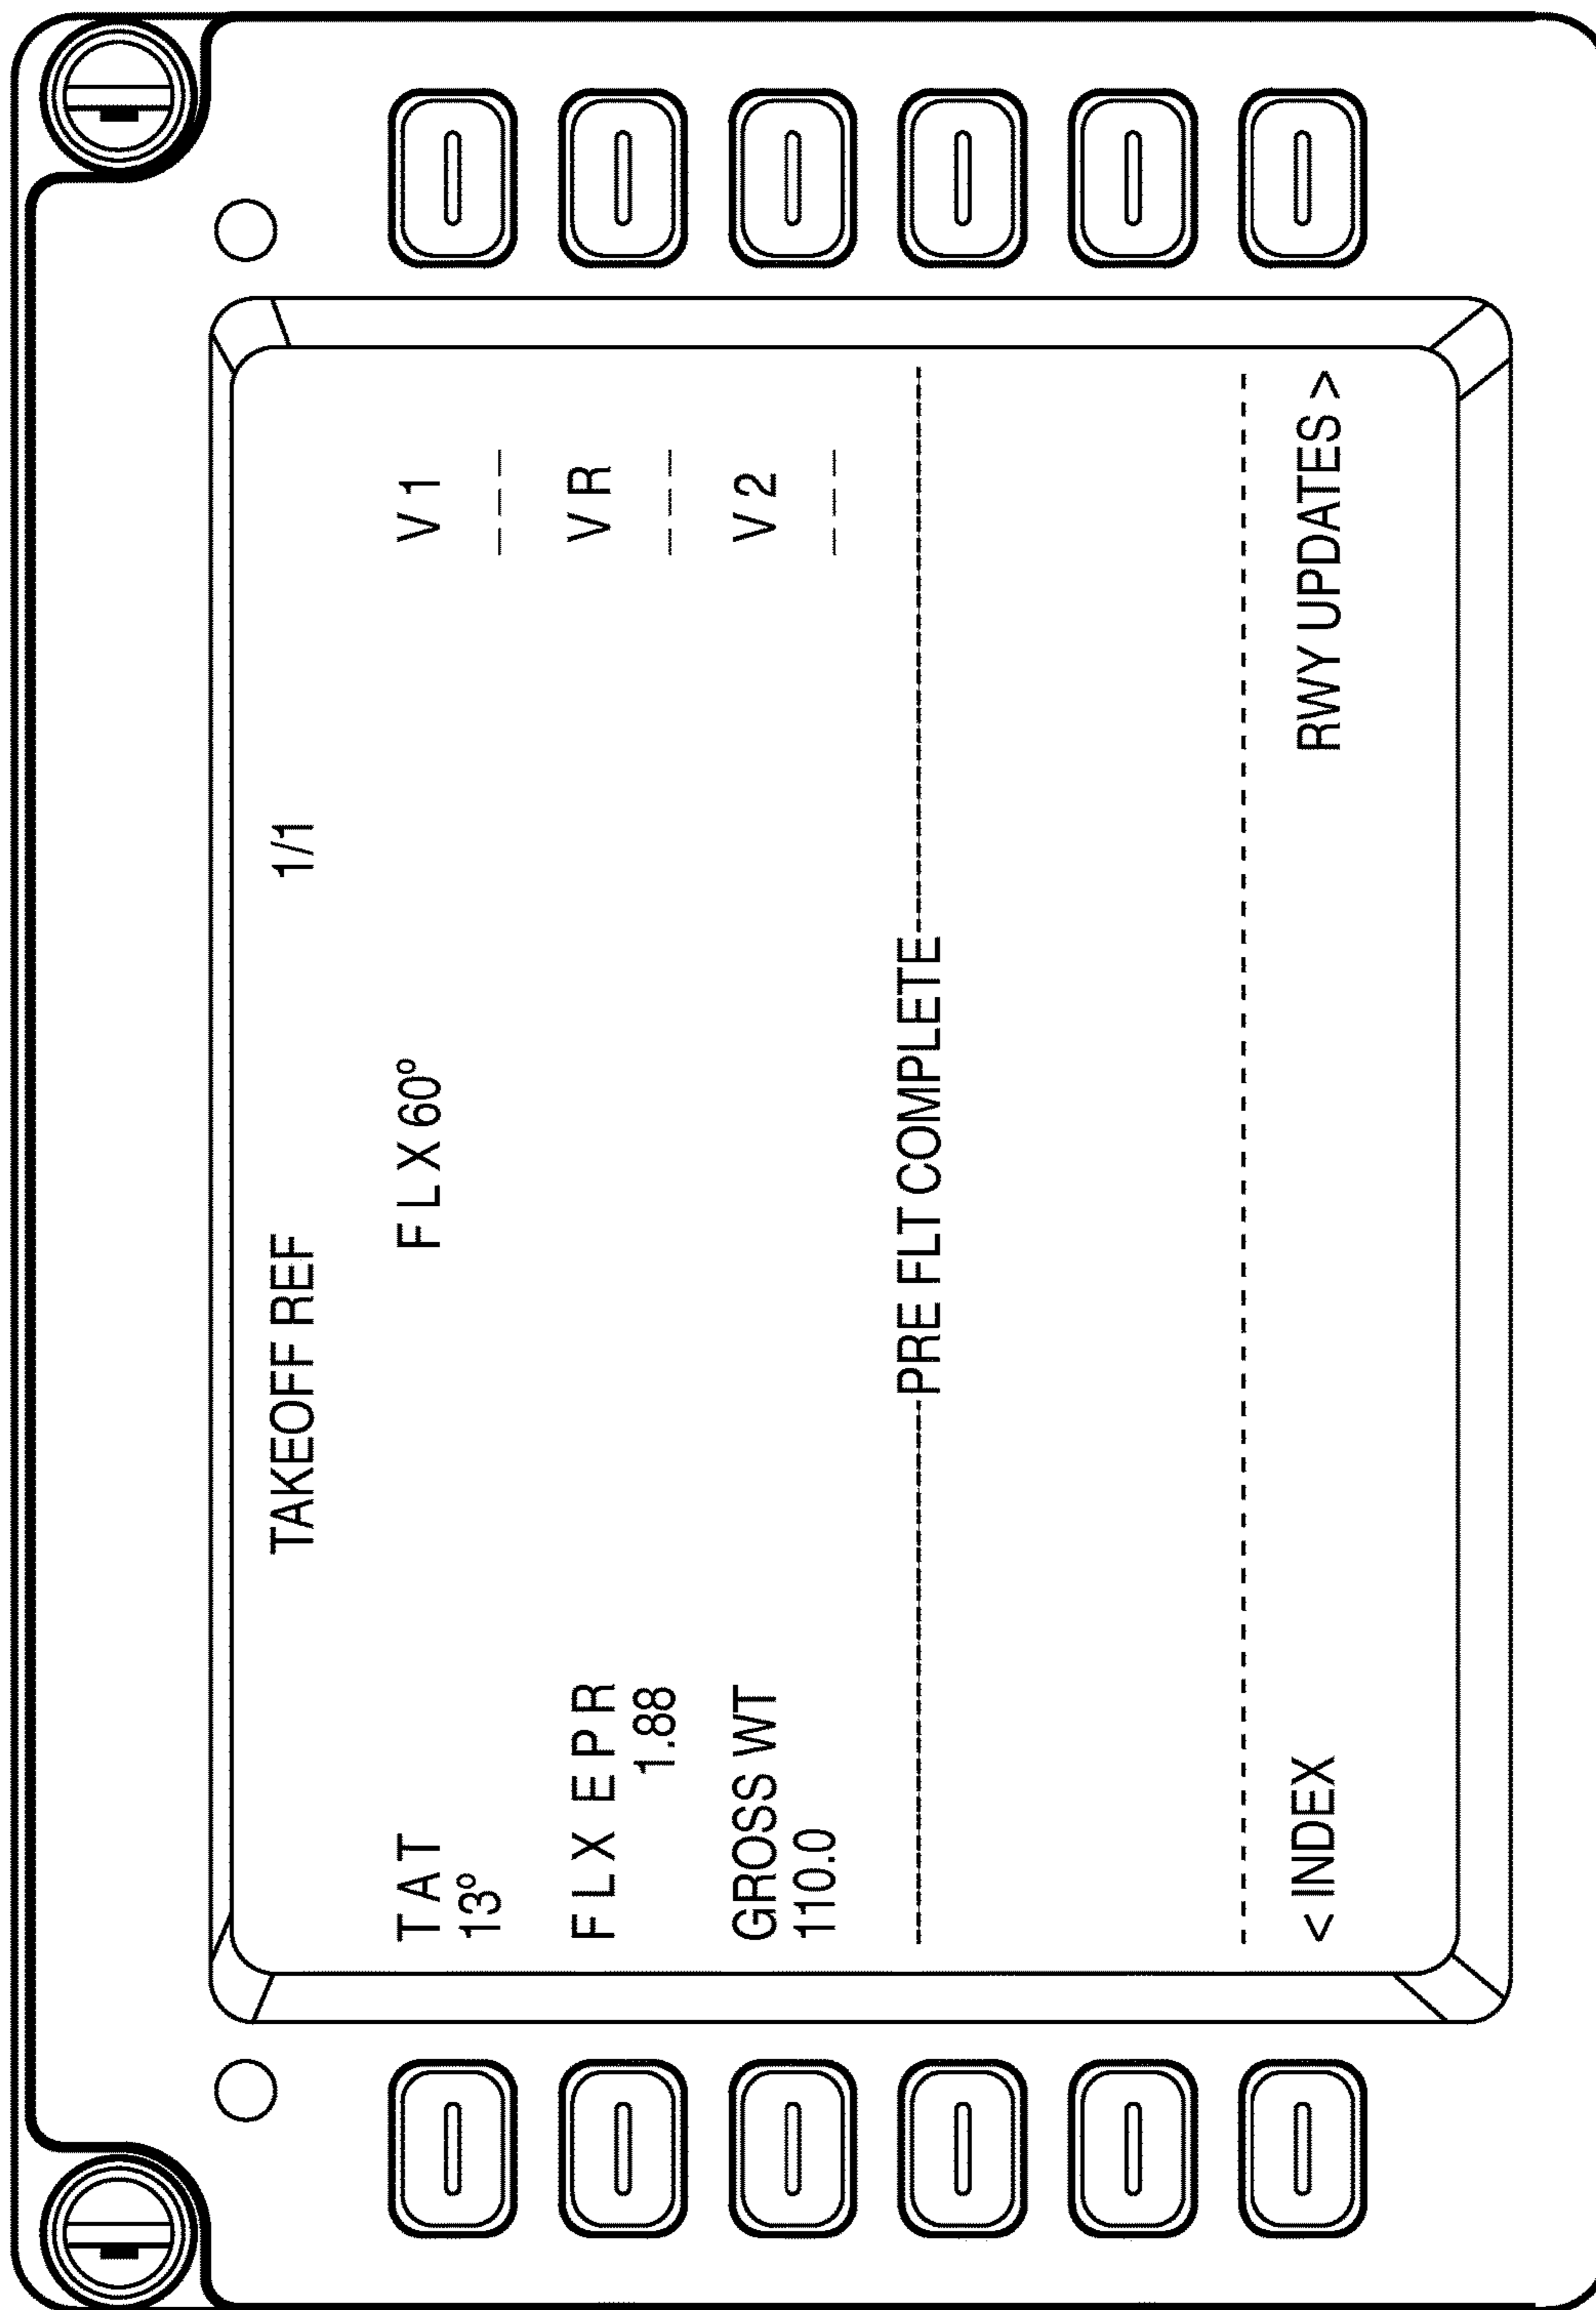 TAKEOFF REF 1/1
T A T F L X 60° V 1
13° _ _ _
F L X E P R V R
1.88 _ _ _
GROSS WT V 2
110.0 _ _ _
PRE FLT COMPLETE
< INDEX RWY UPDATES >